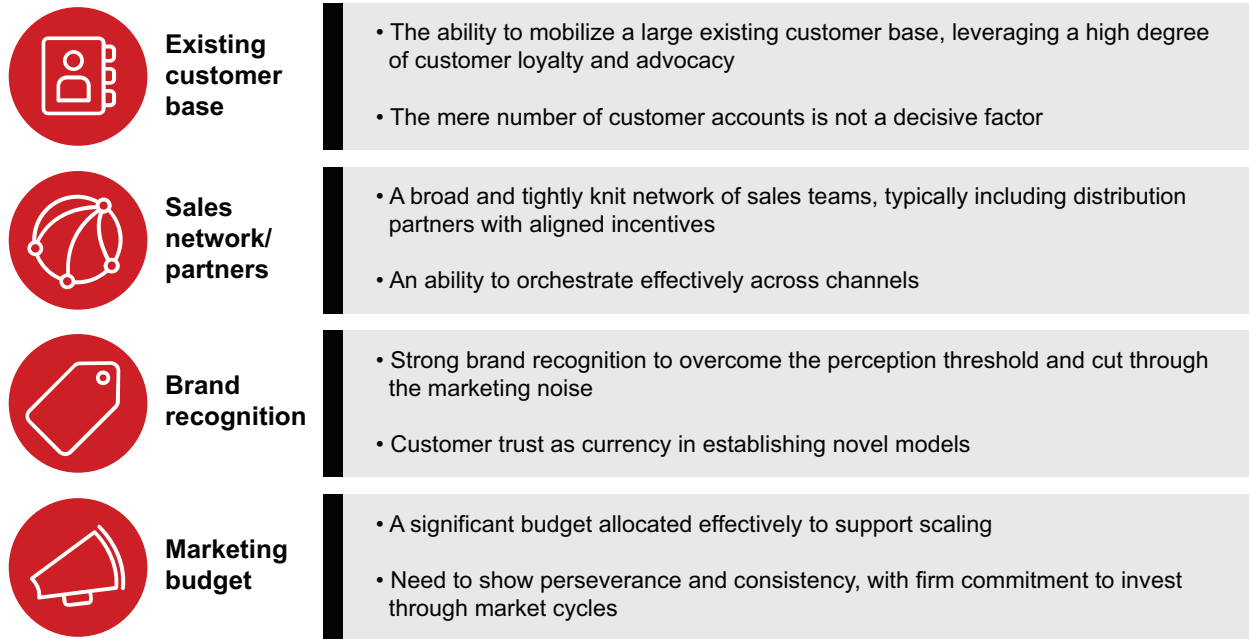 Existing
customer
base
• The ability to mobilize a large existing customer base, leveraging a high degree
of customer loyalty and advocacy
• The mere number of customer accounts is not a decisive factor
Sales
network/
partners
• A broad and tightly knit network of sales teams, typically including distribution
partners with aligned incentives
• An ability to orchestrate effectively across channels
Brand
recognition
• Strong brand recognition to overcome the perception threshold and cut through
the marketing noise
• Customer trust as currency in establishing novel models
Marketing
budget
• A significant budget allocated effectively to support scaling
• Need to show perseverance and consistency, with firm commitment to invest
through market cycles